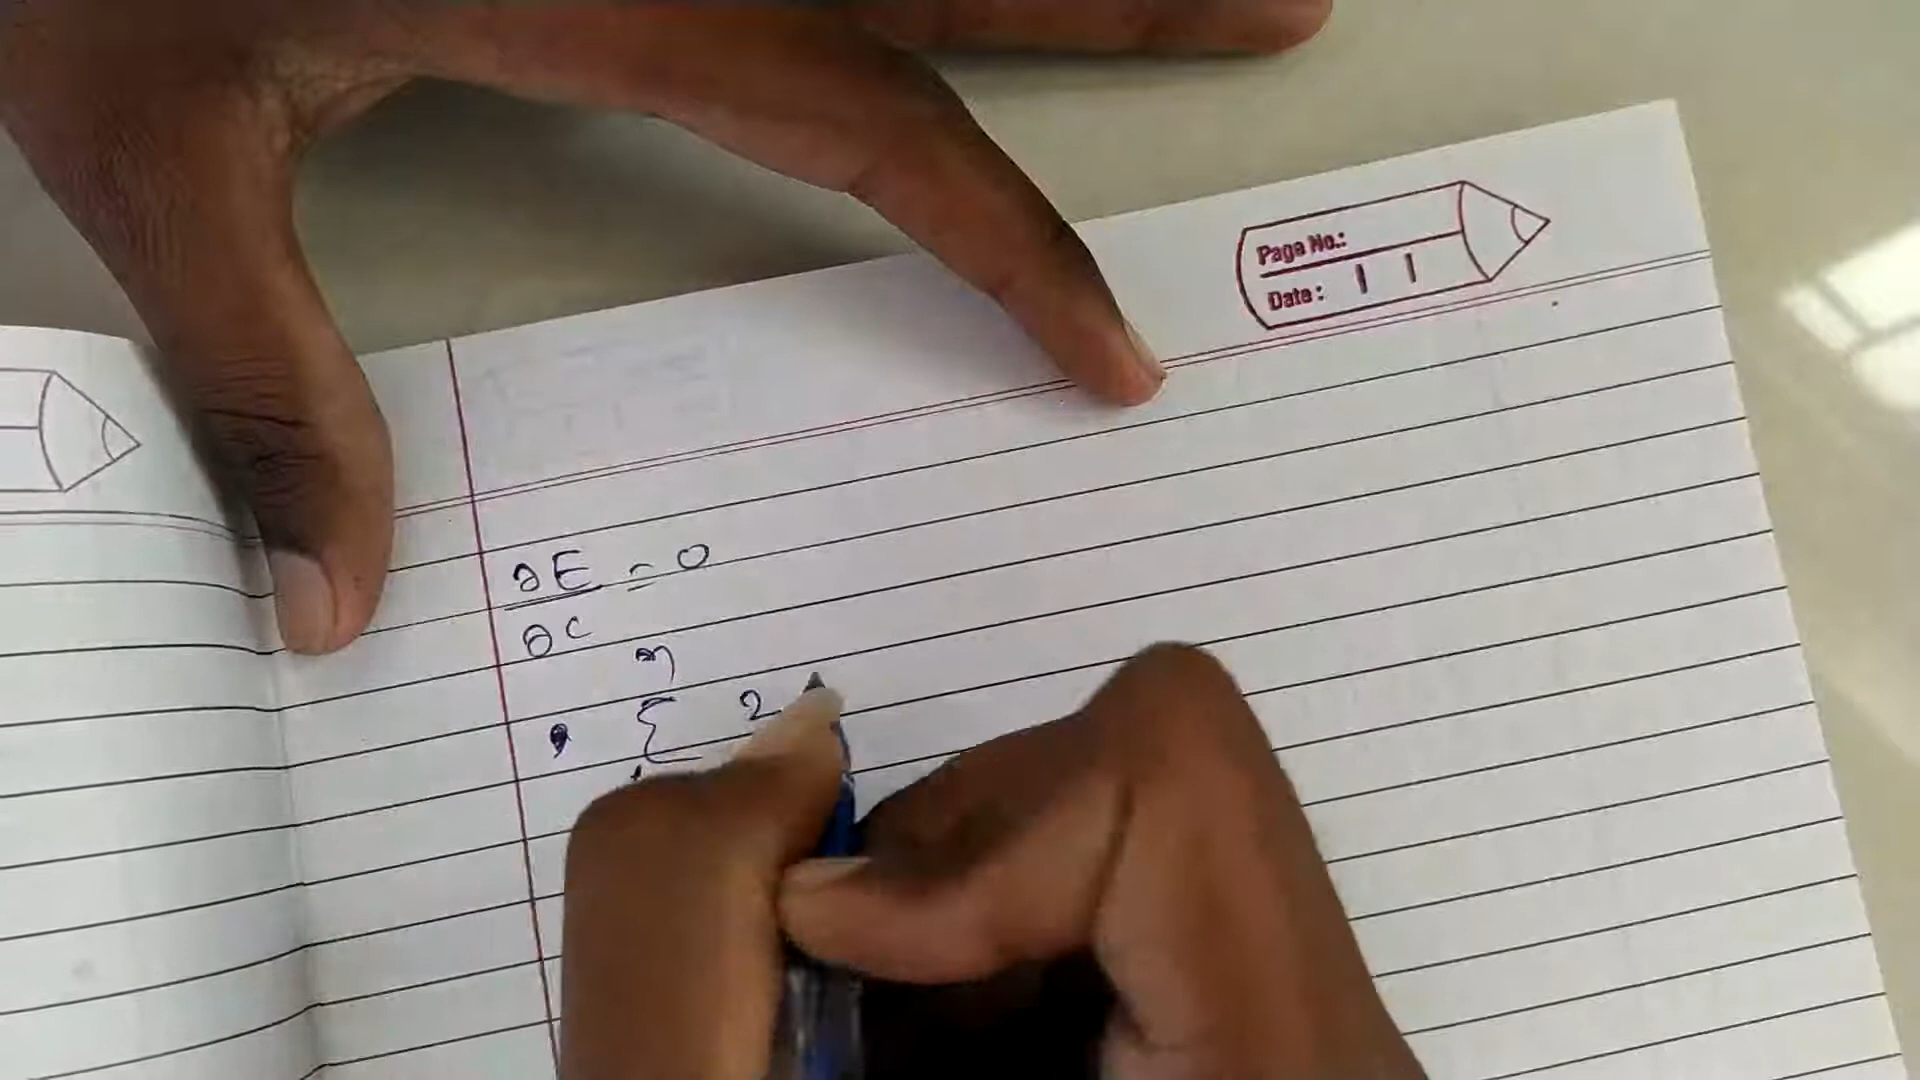 Page No.:
Date:
∂E = 0
∂c
n
Σ 2